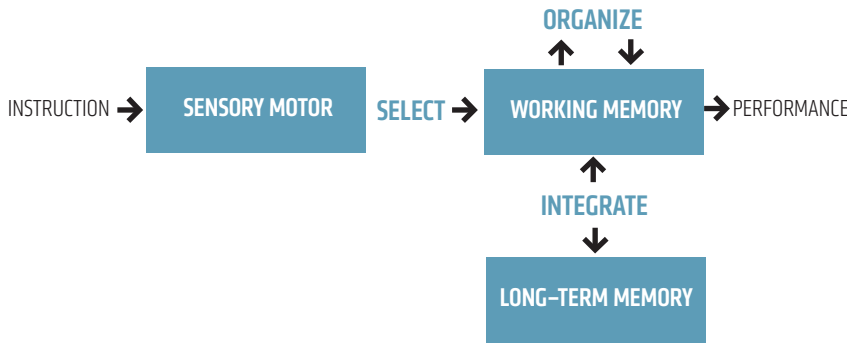 ORGANIZE
INSTRUCTION
SENSORY MOTOR
SELECT
WORKING MEMORY
PERFORMANCE
INTEGRATE
LONG–TERM MEMORY